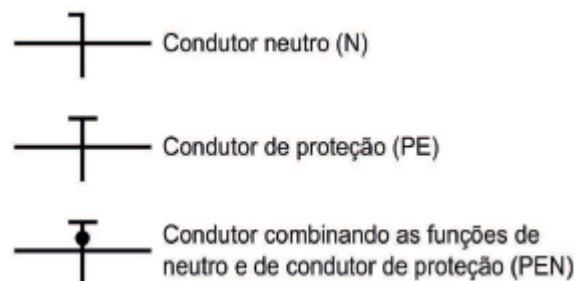 Condutor neutro (N)
Condutor de proteção (PE)
Condutor combinando as funções de
neutro e de condutor de proteção (PEN)